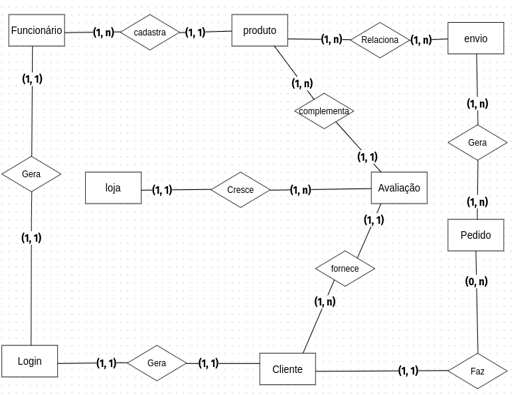 Funcionário (1, n) cadastra (1, 1) produto (1, n) Relaciona (1, n) envio
(1, 1) (1, n) (1, n)
complementa
Gera (1, 1) Gera
loja (1, 1) Cresce (1, n) Avaliação (1, n)
(1, 1) (1, 1) Pedido
fornece (0, n)
(1, n)
Login (1, 1) Gera (1, 1) Cliente (1, 1) Faz